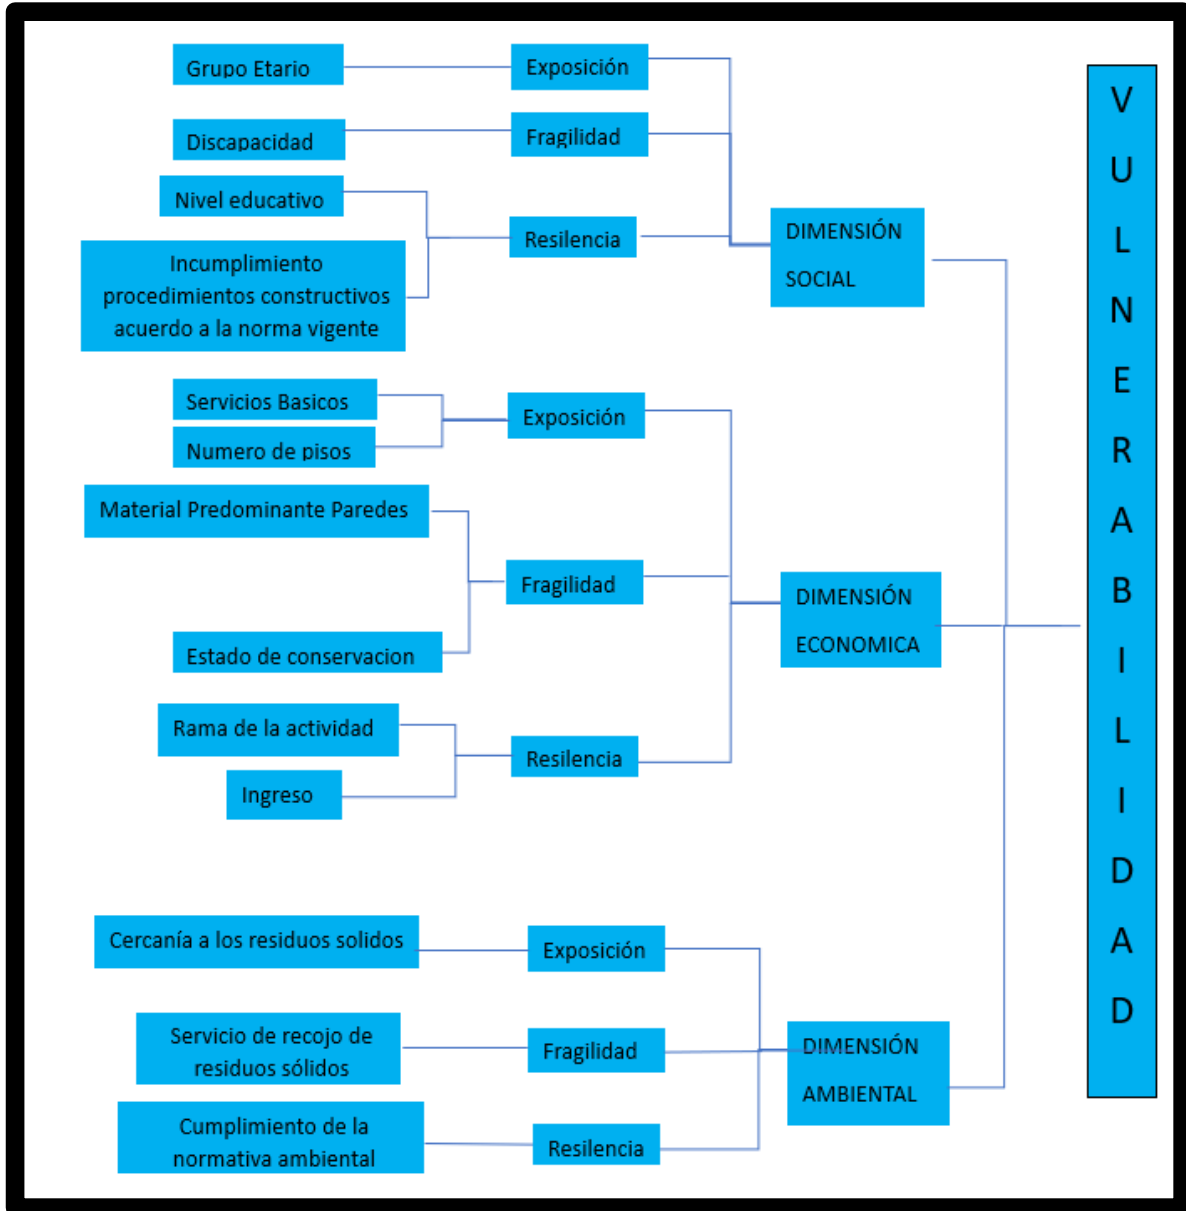 Grupo Etario
Exposición
Discapacidad
Fragilidad
Nivel educativo
Resilencia
Incumplimiento
procedimientos constructivos
acuerdo a la norma vigente
DIMENSIÓN
SOCIAL
Servicios Basicos
Numero de pisos
Exposición
Material Predominante Paredes
Fragilidad
Estado de conservacion
DIMENSIÓN
ECONOMICA
Rama de la actividad
Ingreso
Resilencia
Cercanía a los residuos solidos
Exposición
Servicio de recojo de
residuos sólidos
Fragilidad
Cumplimiento de la
normativa ambiental
Resilencia
DIMENSIÓN
AMBIENTAL
VULNERABILIDAD